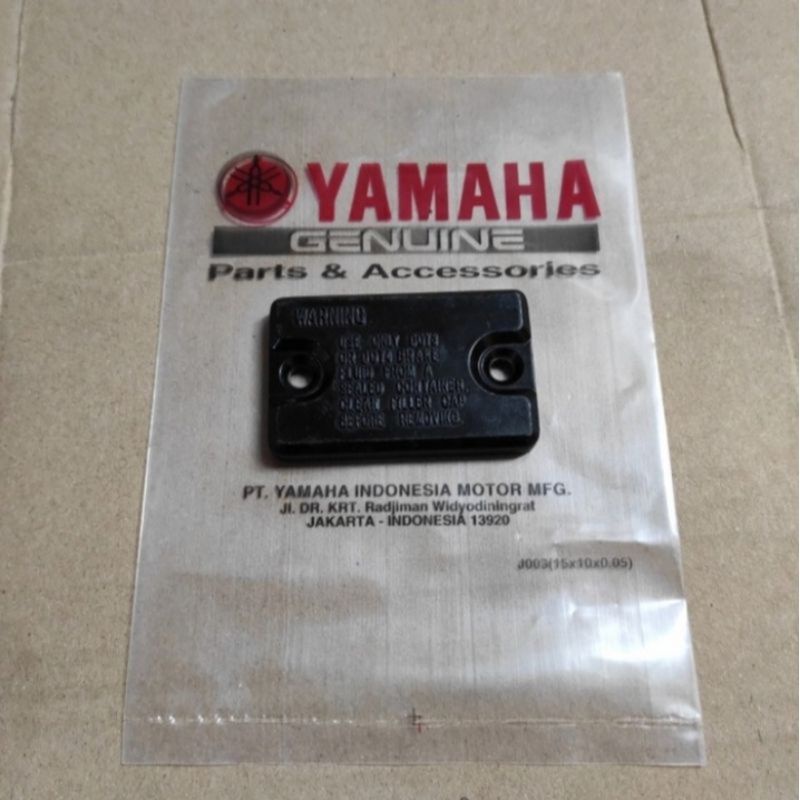 YAMAHA
GENUINE
Parts & Accessories
WARNING
USE ONLY DOT3
OR DOT4 BRAKE
FLUID FROM A
SEALED CONTAINER.
CLEAN FILLER CAP
BEFORE REMOVING.
PT. YAMAHA INDONESIA MOTOR MFG.
Jl. DR. KRT. Radjiman Widyodiningrat
JAKARTA - INDONESIA 13920
J003(15x10x0.05)